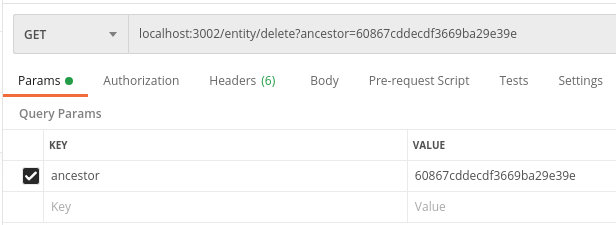 GET localhost:3002/entity/delete?ancestor=60867cddecdf3669ba29e39e
Params Authorization Headers (6) Body Pre-request Script Tests Settings
Query Params
KEY VALUE
ancestor 60867cddecdf3669ba29e39e
Key Value